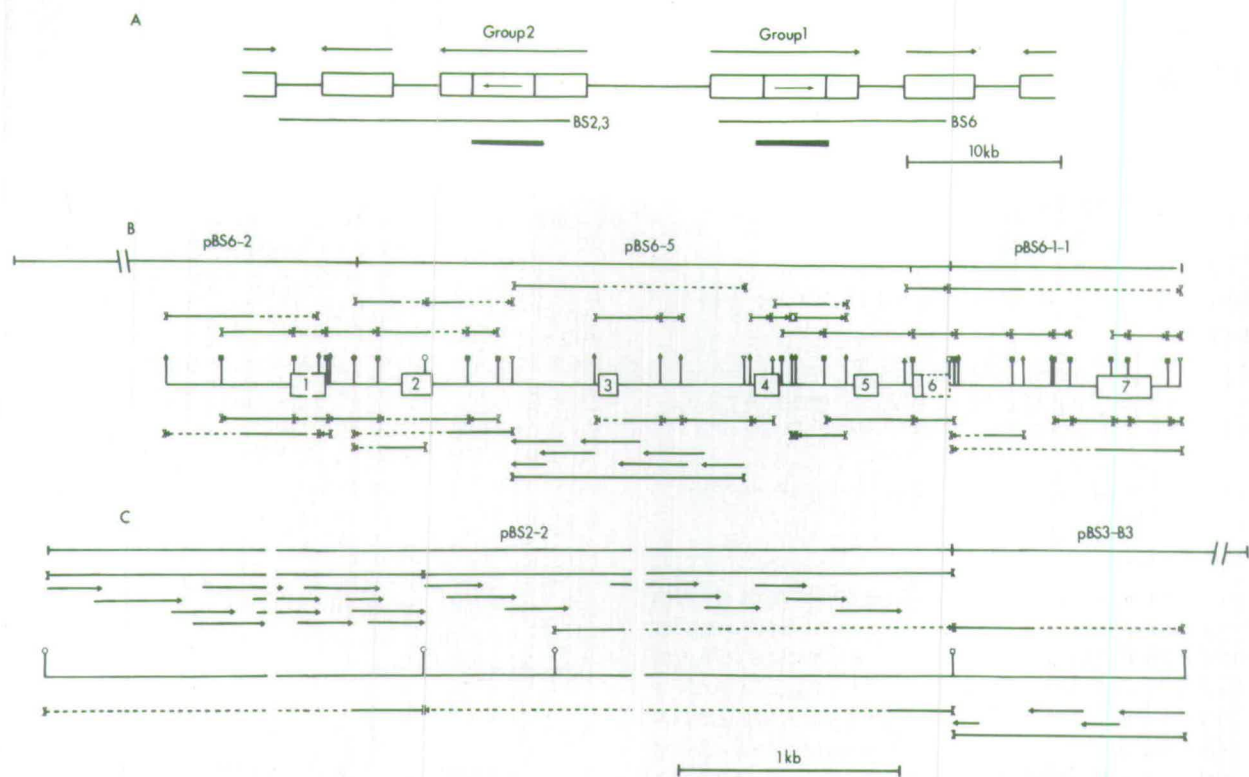 A
Group2 Group1
BS2,3 BS6
10kb
B
pBS6-2 pBS6-5 pBS6-1-1
1 2 3 4 5 6 7
C
pBS2-2 pBS3-B3
1kb